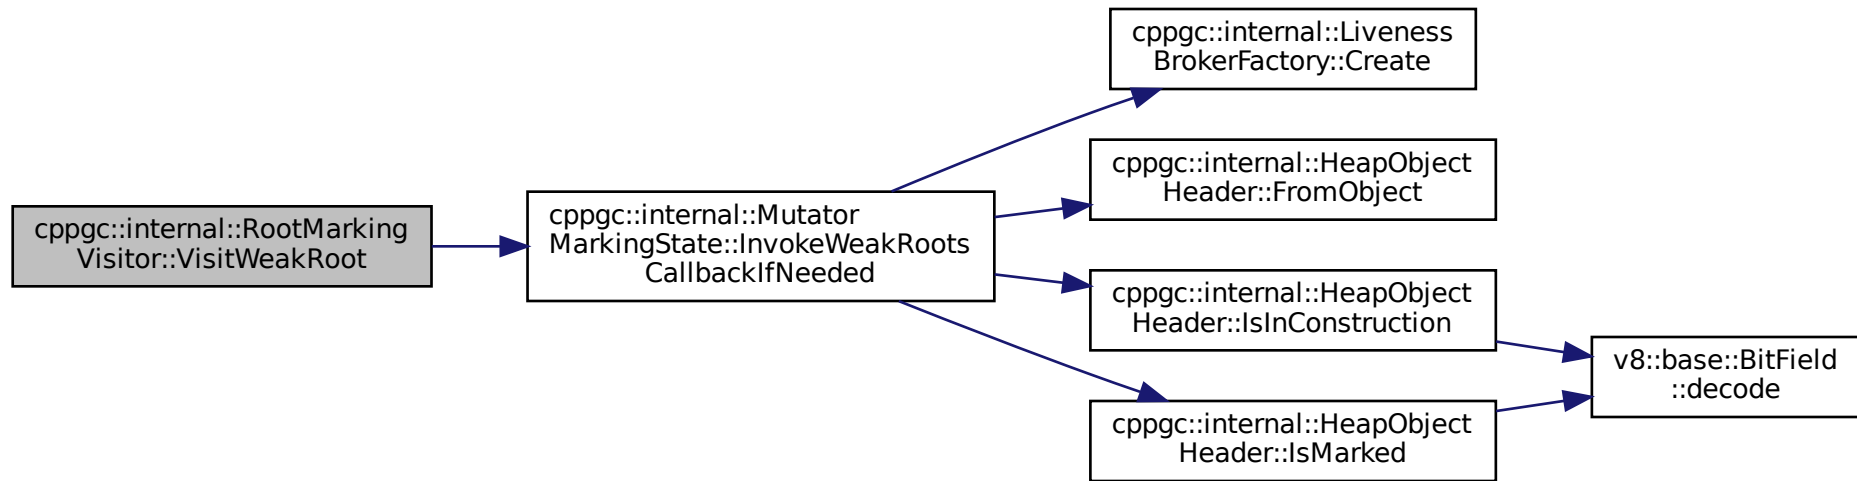 cppgc::internal::RootMarking
Visitor::VisitWeakRoot
cppgc::internal::Mutator
MarkingState::InvokeWeakRoots
CallbackIfNeeded
cppgc::internal::Liveness
BrokerFactory::Create
cppgc::internal::HeapObject
Header::FromObject
cppgc::internal::HeapObject
Header::IsInConstruction
cppgc::internal::HeapObject
Header::IsMarked
v8::base::BitField
::decode